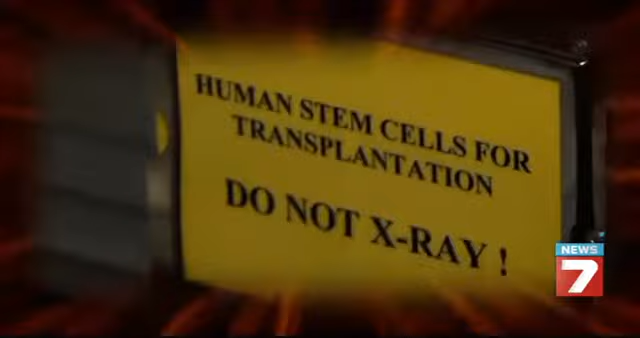 HUMAN STEM CELLS FOR
TRANSPLANTATION
DO NOT X-RAY !
NEWS
7